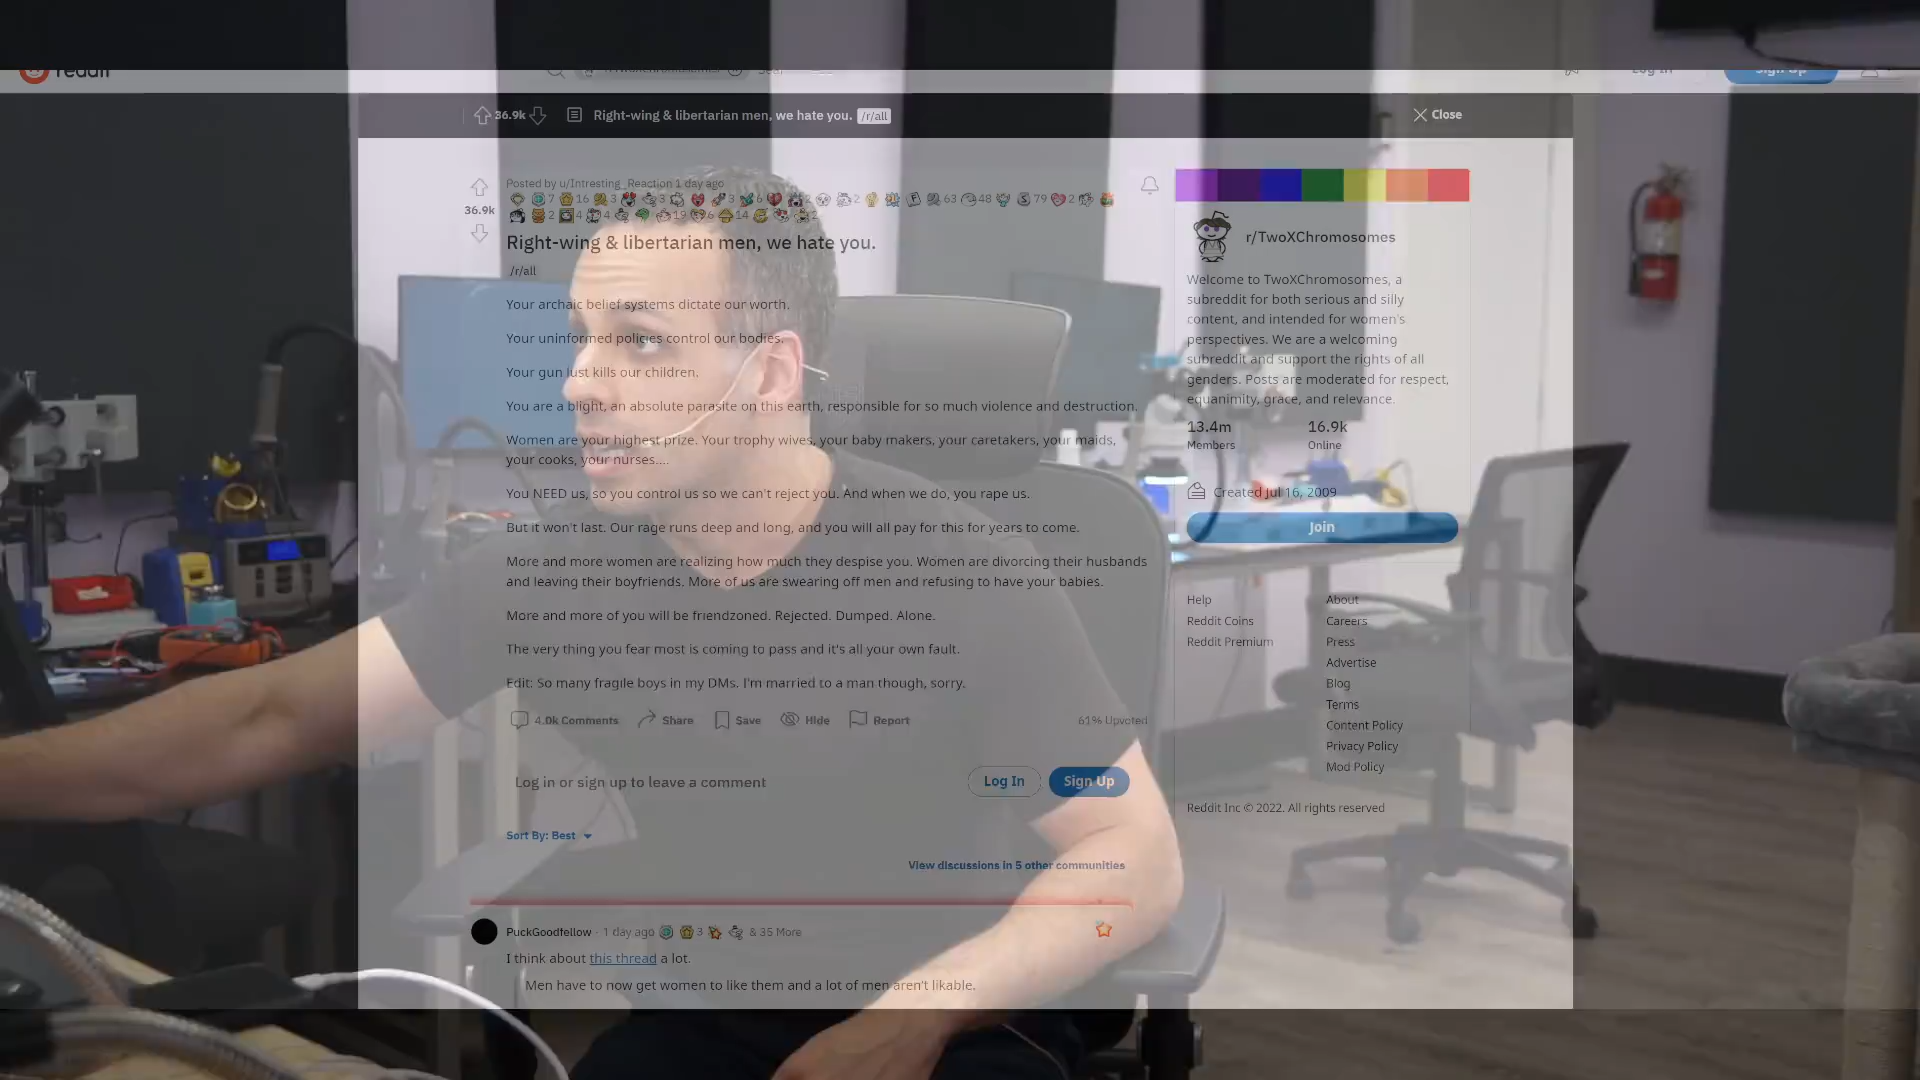 reddit
Log In
Sign Up
36.9k
Right-wing & libertarian men, we hate you. /r/all
Close
Posted by u/Intresting_Reaction 1 day ago
36.9k
Right-wing & libertarian men, we hate you.
/r/all
Your archaic belief systems dictate our worth.
Your uninformed policies control our bodies.
Your gun lust kills our children.
You are a blight, an absolute parasite on this earth, responsible for so much violence and destruction.
Women are your highest prize. Your trophy wives, your baby makers, your caretakers, your maids,
your cooks, your nurses....
You NEED us, so you control us so we can't reject you. And when we do, you rape us.
But it won't last. Our rage runs deep and long, and you will all pay for this for years to come.
More and more women are realizing how much they despise you. Women are divorcing their husbands
and leaving their boyfriends. More of us are swearing off men and refusing to have your babies.
More and more of you will be friendzoned. Rejected. Dumped. Alone.
The very thing you fear most is coming to pass and it's all your own fault.
Edit: So many fragile boys in my DMs. I'm married to a man though, sorry.
4.0k Comments Share Save Hide Report 61% Upvoted
Log in or sign up to leave a comment
Log In
Sign Up
Sort By: Best
View discussions in 5 other communities
PuckGoodfellow · 1 day ago 3 & 35 More
I think about this thread a lot.
Men have to now get women to like them and a lot of men aren't likable.
r/TwoXChromosomes
Welcome to TwoXChromosomes, a
subreddit for both serious and silly
content, and intended for women's
perspectives. We are a welcoming
subreddit and support the rights of all
genders. Posts are moderated for respect,
equanimity, grace, and relevance.
13.4m 16.9k
Members Online
Created Jul 16, 2009
Join
Help About
Reddit Coins Careers
Reddit Premium Press
Advertise
Blog
Terms
Content Policy
Privacy Policy
Mod Policy
Reddit Inc © 2022. All rights reserved